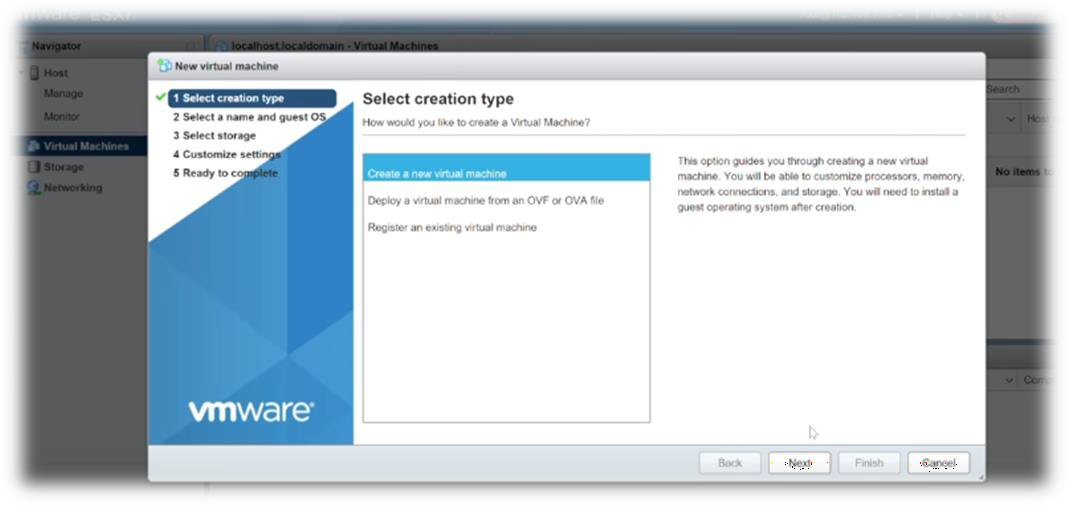 vmware ESXi
Navigator
localhost.localdomain - Virtual Machines
Host
Manage
Monitor
Virtual Machines
Storage
Networking
Search
Host
No items to
Com
New virtual machine
1 Select creation type
2 Select a name and guest OS
3 Select storage
4 Customize settings
5 Ready to complete
vmware
Select creation type
How would you like to create a Virtual Machine?
Create a new virtual machine
Deploy a virtual machine from an OVF or OVA file
Register an existing virtual machine
This option guides you through creating a new virtual
machine. You will be able to customize processors, memory,
network connections, and storage. You will need to install a
guest operating system after creation.
Back
Next
Finish
Cancel